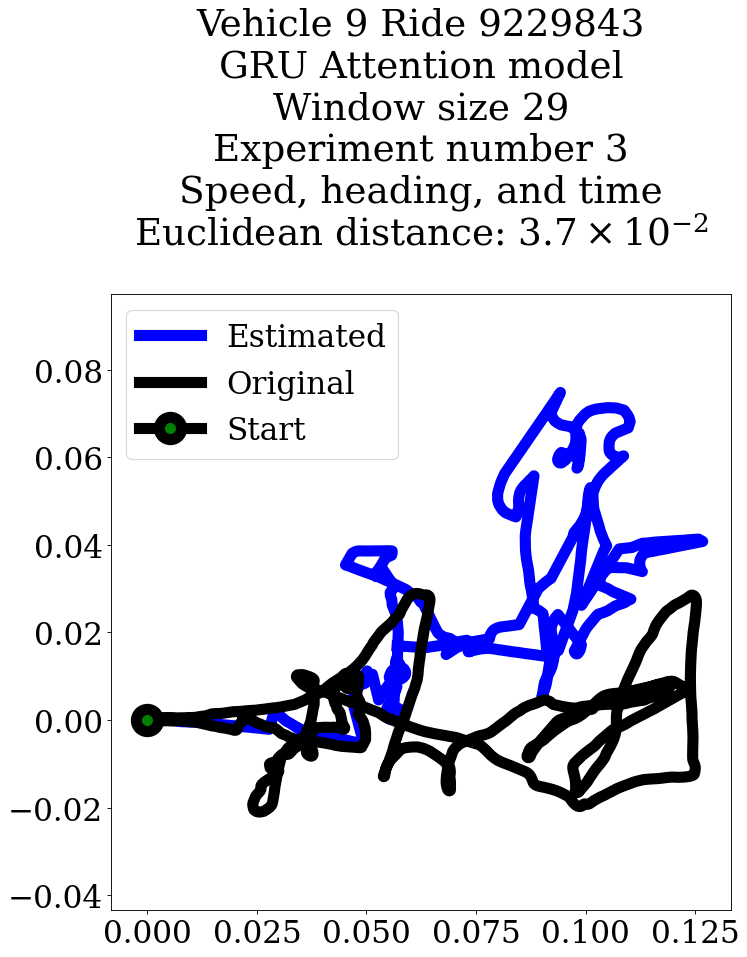 Vehicle 9 Ride 9229843
GRU Attention model
Window size 29
Experiment number 3
Speed, heading, and time
Euclidean distance: 3.7 × 10⁻²
Estimated
Original
Start
0.08
0.06
0.04
0.02
0.00
−0.02
−0.04
0.000 0.025 0.050 0.075 0.100 0.125